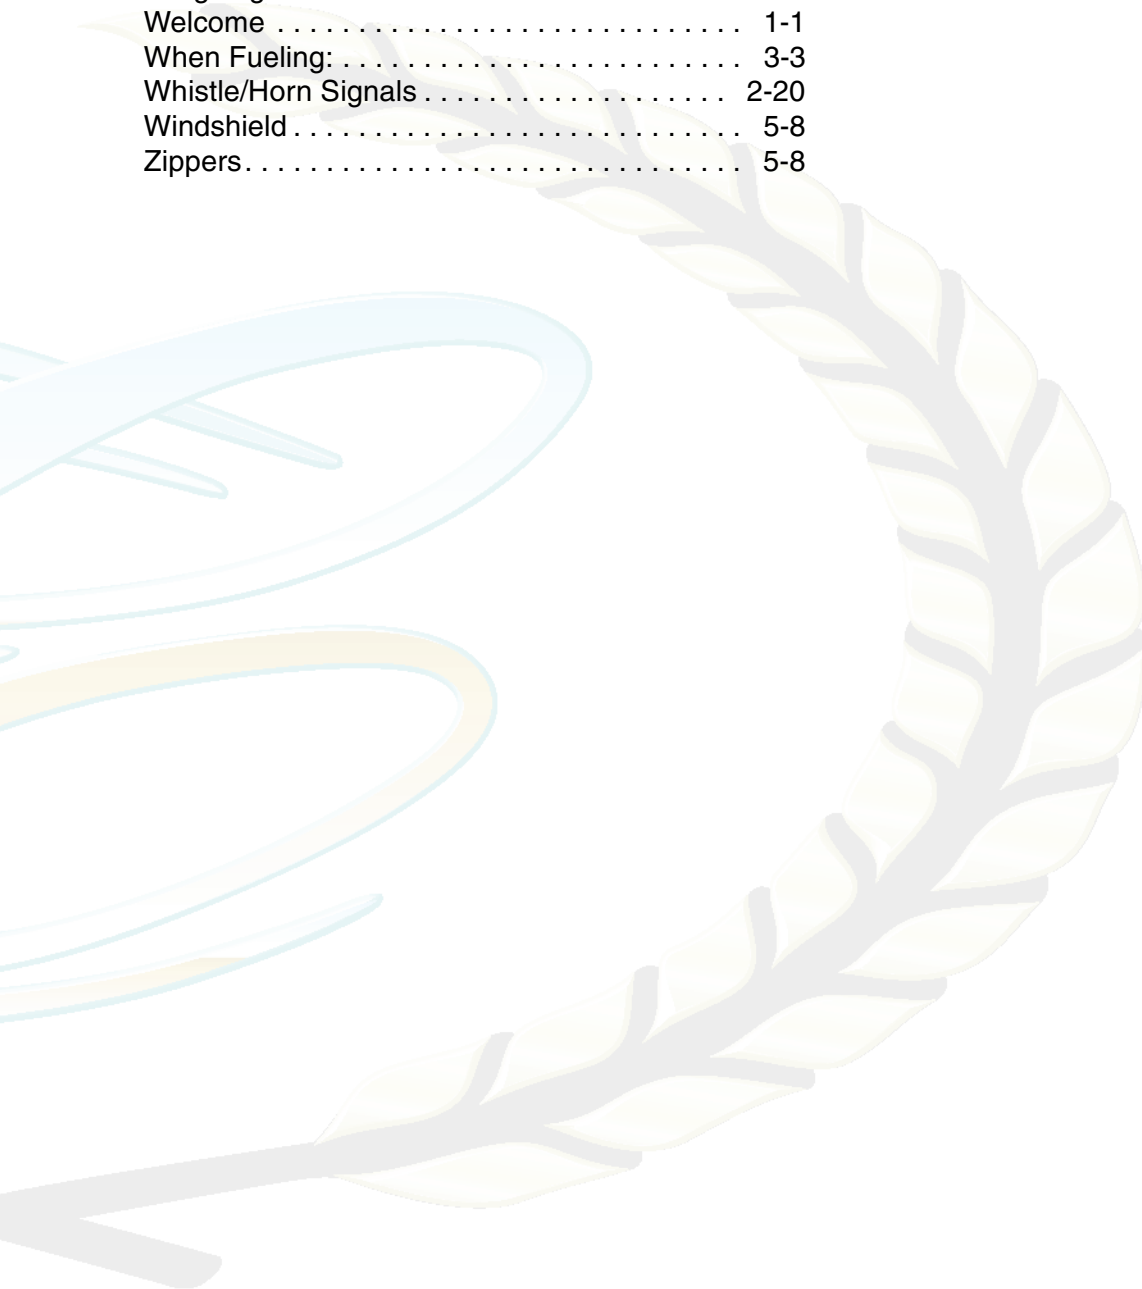 Welcome . . . . . . . . . . . . . . . . . . . . . . . . . . . . . 1-1
When Fueling: . . . . . . . . . . . . . . . . . . . . . . . . . 3-3
Whistle/Horn Signals . . . . . . . . . . . . . . . . . . . 2-20
Windshield . . . . . . . . . . . . . . . . . . . . . . . . . . . . 5-8
Zippers. . . . . . . . . . . . . . . . . . . . . . . . . . . . . . . 5-8